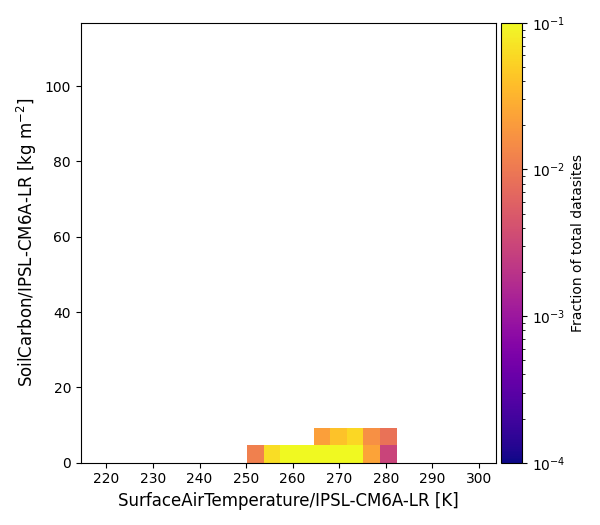 SoilCarbon/IPSL-CM6A-LR [kg m⁻²]
100
80
60
40
20
0
220 230 240 250 260 270 280 290 300
SurfaceAirTemperature/IPSL-CM6A-LR [K]
10⁻¹
10⁻²
10⁻³
10⁻⁴
Fraction of total datasites